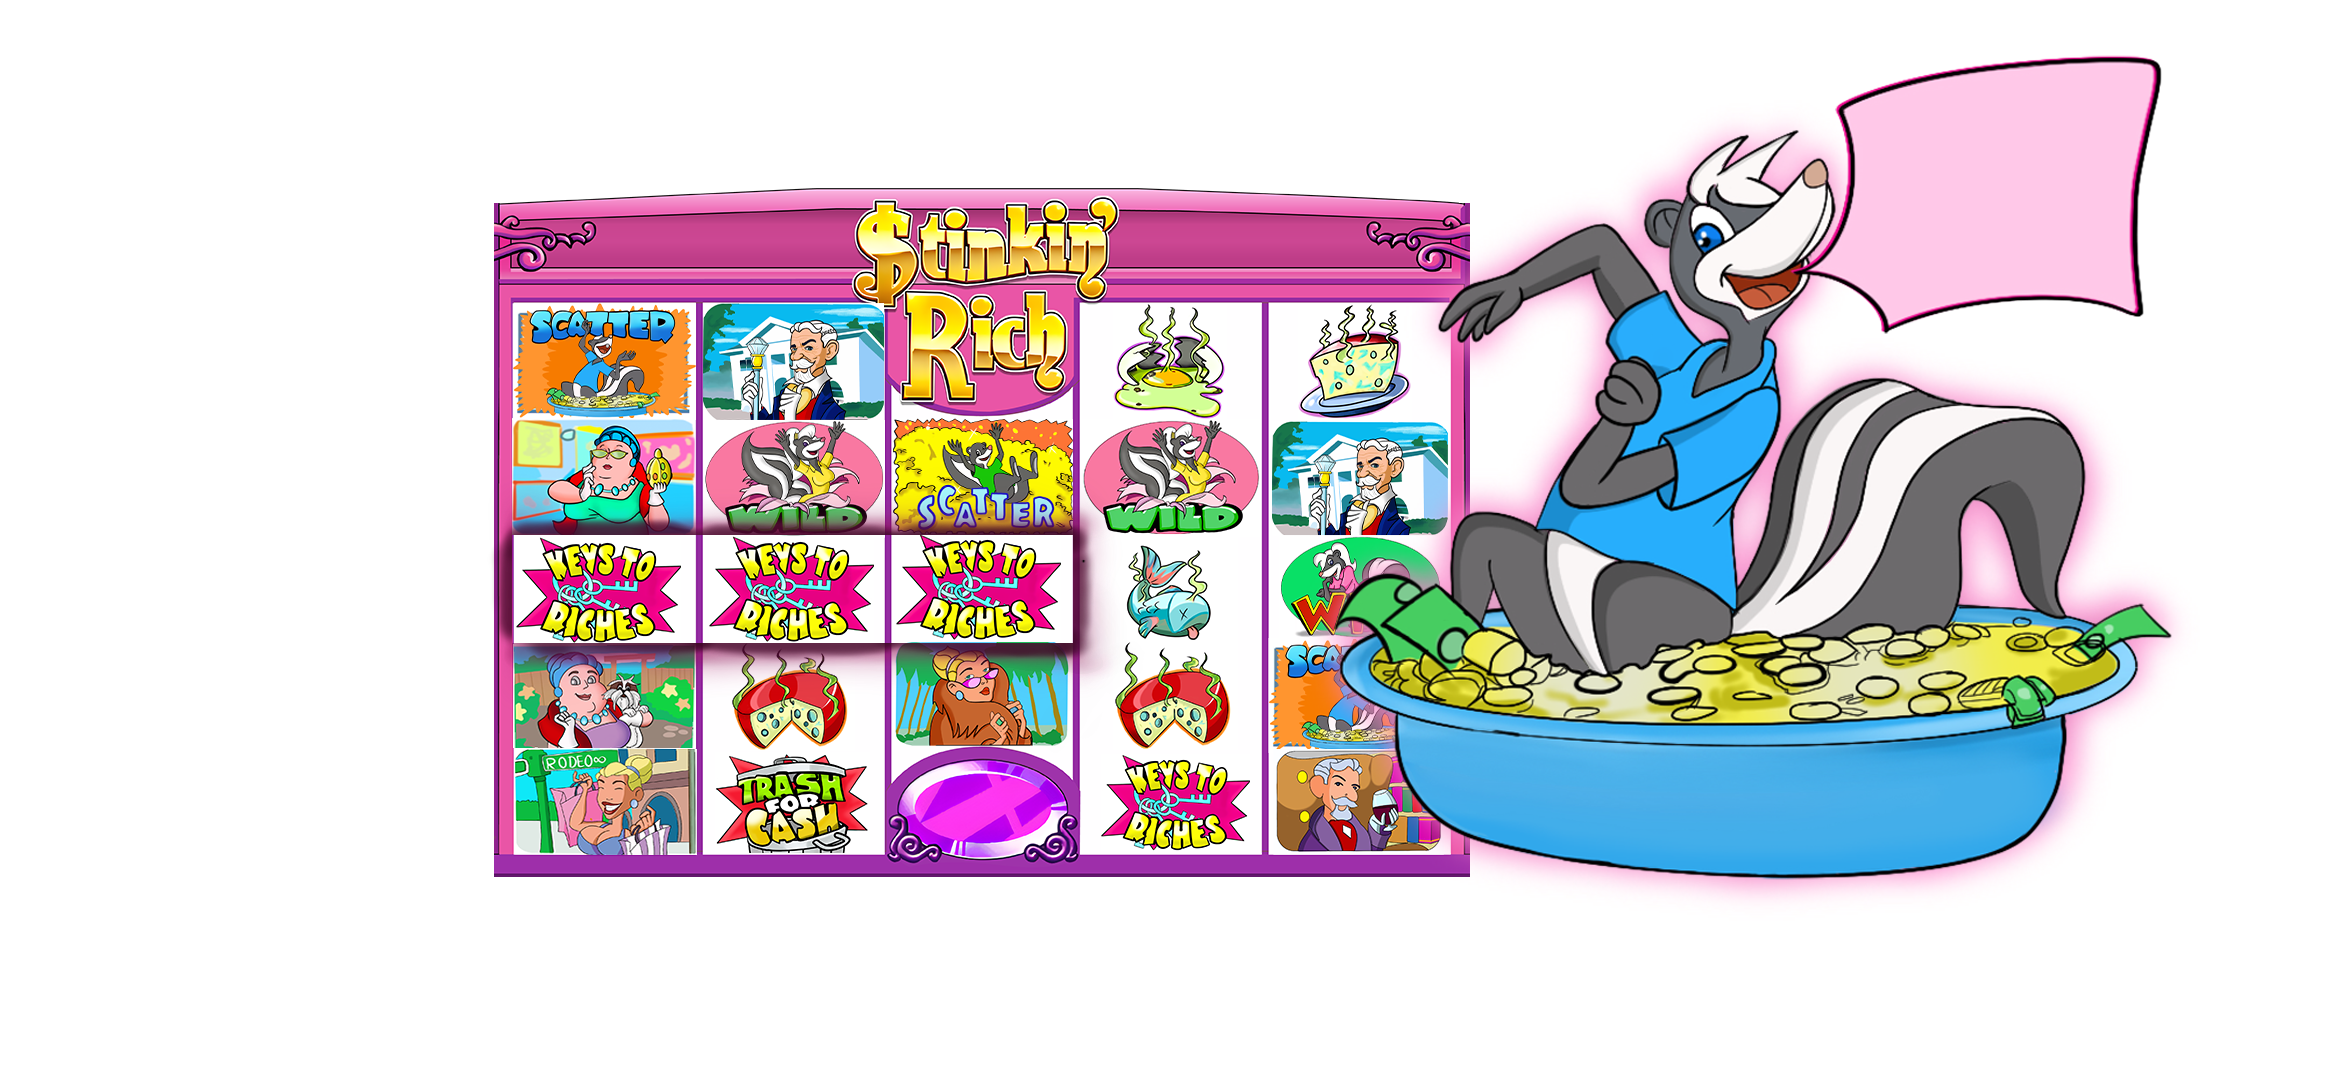 $tinkin'
Rich
SCATTER
WILD
SCATTER
WILD
KEYS TO
RICHES
KEYS TO
RICHES
KEYS TO
RICHES
W
SCA
RODEO
TRASH
FOR
CASH
KEYS TO
RICHES